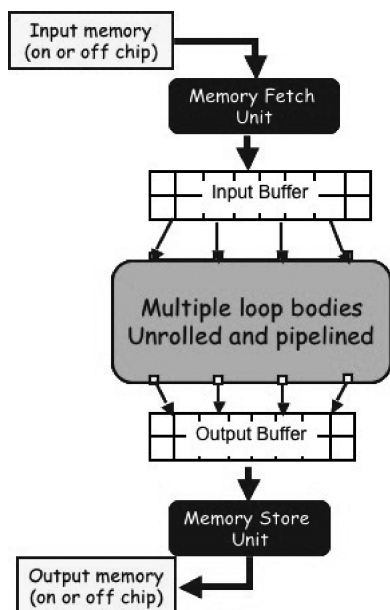 Input memory
(on or off chip)
Memory Fetch
Unit
Input Buffer
Multiple loop bodies
Unrolled and pipelined
Output Buffer
Memory Store
Unit
Output memory
(on or off chip)